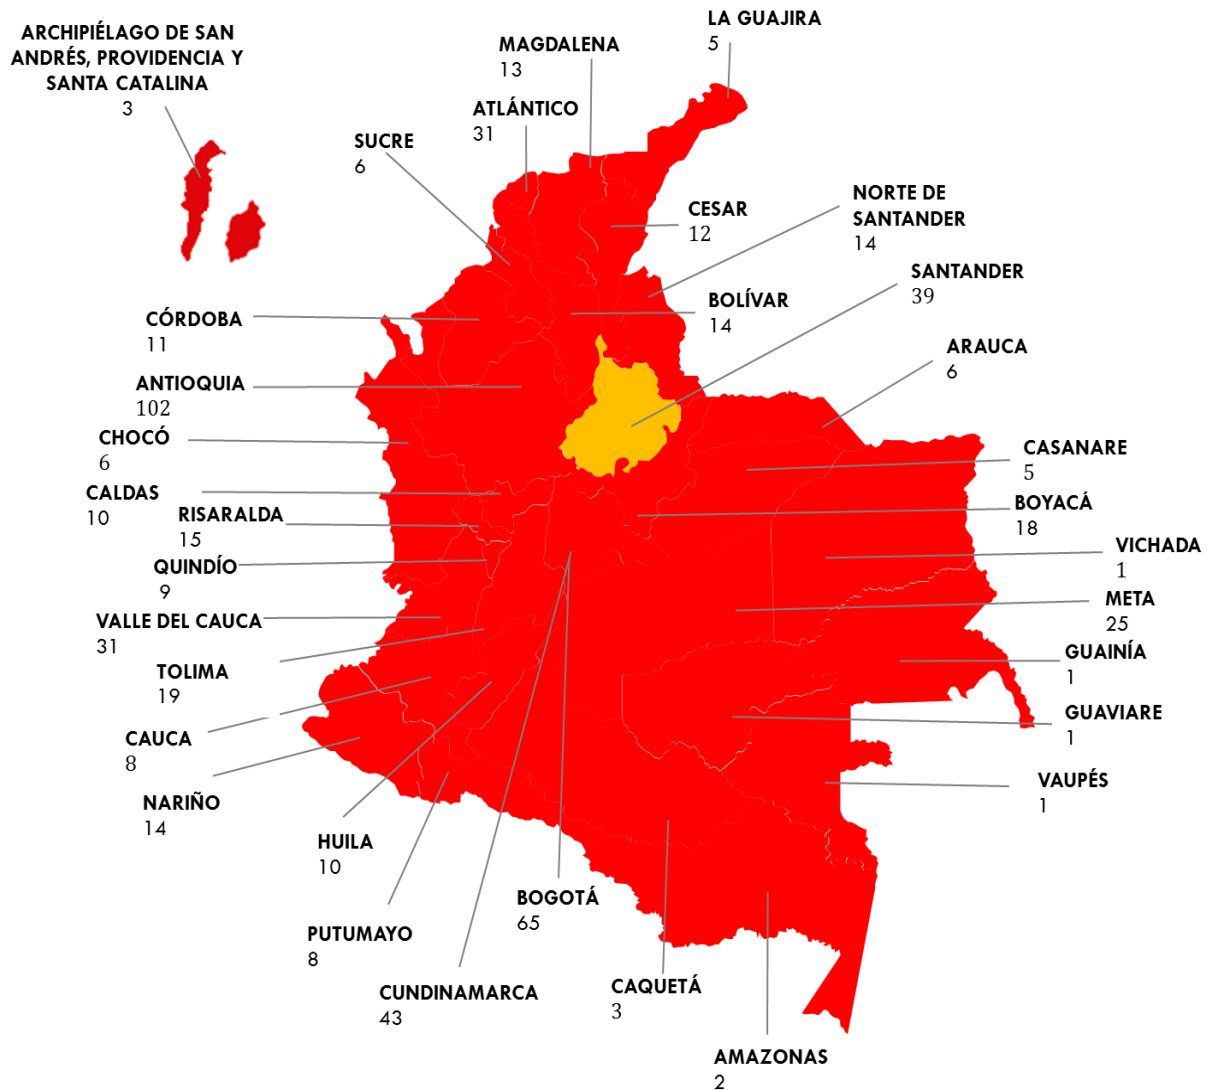 ARCHIPIÉLAGO DE SAN
ANDRÉS, PROVIDENCIA Y
SANTA CATALINA
3
LA GUAJIRA
5
MAGDALENA
13
ATLÁNTICO
31
SUCRE
6
CESAR
12
NORTE DE
SANTANDER
14
SANTANDER
39
BOLÍVAR
14
CÓRDOBA
11
ARAUCA
6
ANTIOQUIA
102
CHOCÓ
6
CASANARE
5
CALDAS
10
BOYACÁ
18
RISARALDA
15
VICHADA
1
QUINDÍO
9
META
25
VALLE DEL CAUCA
31
GUAINÍA
1
TOLIMA
19
GUAVIARE
1
CAUCA
8
VAUPÉS
1
NARIÑO
14
HUILA
10
BOGOTÁ
65
PUTUMAYO
8
CAQUETÁ
3
CUNDINAMARCA
43
AMAZONAS
2